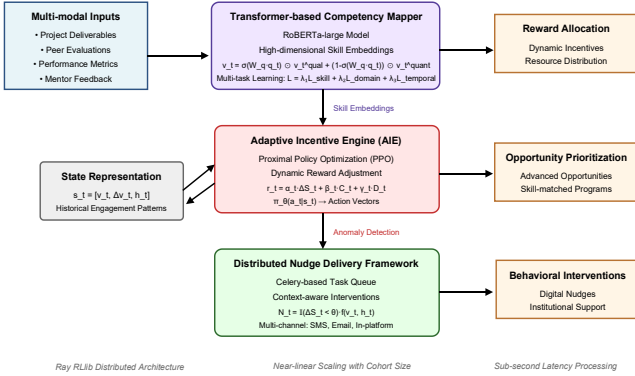 Multi-modal Inputs
• Project Deliverables
• Peer Evaluations
• Performance Metrics
• Mentor Feedback
Transformer-based Competency Mapper
RoBERTa-large Model
High-dimensional Skill Embeddings
v_t = σ(W_q·q_t) ⊙ v_t^qual + (1-σ(W_q·q_t)) ⊙ v_t^quant
Multi-task Learning: L = λ₁L_skill + λ₂L_domain + λ₃L_temporal
Reward Allocation
Dynamic Incentives
Resource Distribution
Skill Embeddings
State Representation
s_t = [v_t, Δv_t, h_t]
Historical Engagement Patterns
Adaptive Incentive Engine (AIE)
Proximal Policy Optimization (PPO)
Dynamic Reward Adjustment
r_t = α_t·ΔS_t + β_t·C_t + γ_t·D_t
π_θ(a_t|s_t) → Action Vectors
Opportunity Prioritization
Advanced Opportunities
Skill-matched Programs
Anomaly Detection
Distributed Nudge Delivery Framework
Celery-based Task Queue
Context-aware Interventions
N_t = 𝟙(ΔS_t < θ)·f(v_t, h_t)
Multi-channel: SMS, Email, In-platform
Behavioral Interventions
Digital Nudges
Institutional Support
Ray RLlib Distributed Architecture
Near-linear Scaling with Cohort Size
Sub-second Latency Processing